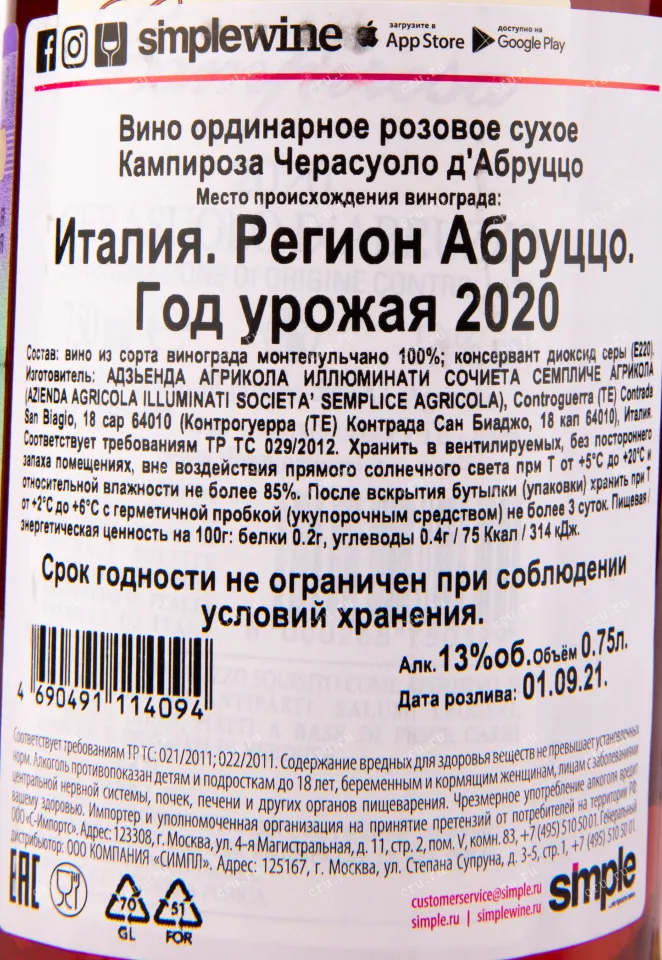 simplewine загрузите в App Store доступно на Google Play
Вино ординарное розовое сухое
Кампироза Черасуоло д'Абруццо
Место происхождения винограда:
Италия. Регион Абруццо.
Год урожая 2020
Состав: вино из сорта винограда монтепульчано 100%; консервант диоксид серы (E220).
Изготовитель: АДЗЬЕНДА АГРИКОЛА ИЛЛЮМИНАТИ СОЧИЕТА СЕМПЛИЧЕ АГРИКОЛА
(AZIENDA AGRICOLA ILLUMINATI SOCIETA' SEMPLICE AGRICOLA), Controguerra (TE) Contrada
San Biagio, 18 cap 64010 (Контрогуерра (ТЕ) Контрада Сан Биаджо, 18 кап 64010), Италия.
Соответствует требованиям ТР ТС 029/2012. Хранить в вентилируемых, без постороннего
запаха помещениях, вне воздействия прямого солнечного света при Т от +5°С до +20°С и
относительной влажности не более 85%. После вскрытия бутылки (упаковки) хранить при Т
от +2°С до +6°С с герметичной пробкой (укупорочным средством) не более 3 суток. Пищевая /
энергетическая ценность на 100г: белки 0.2г, углеводы 0.4г / 75 Ккал / 314 кДж.
Срок годности не ограничен при соблюдении
условий хранения.
Алк. 13%об. Объём 0.75л.
Дата розлива: 01.09.21.
4 690491 114094
Соответствует требованиям ТР ТС: 021/2011; 022/2011. Содержание вредных для здоровья веществ не превышает установленных
норм. Алкоголь противопоказан детям и подросткам до 18 лет, беременным и кормящим женщинам, лицам с заболеваниями
центральной нервной системы, почек, печени и других органов пищеварения. Чрезмерное употребление алкоголя вредит
вашему здоровью. Импортер и уполномоченная организация на принятие претензий от потребителей на территории РФ:
ООО «С-Импортс». Адрес: 123308, г. Москва, ул. 4-я Магистральная, д. 11, стр. 2, пом. V, комн. 83, +7 (495) 510 50 01. Генеральный
дистрибьютор: ООО КОМПАНИЯ «СИМПЛ». Адрес: 125167, г. Москва, ул. Степана Супруна, д. 3-5, стр. 1, +7 (495) 510 50 01.
EAC
70 GL
51 FOR
customerservice@simple.ru
simple.ru | simplewine.ru
simple